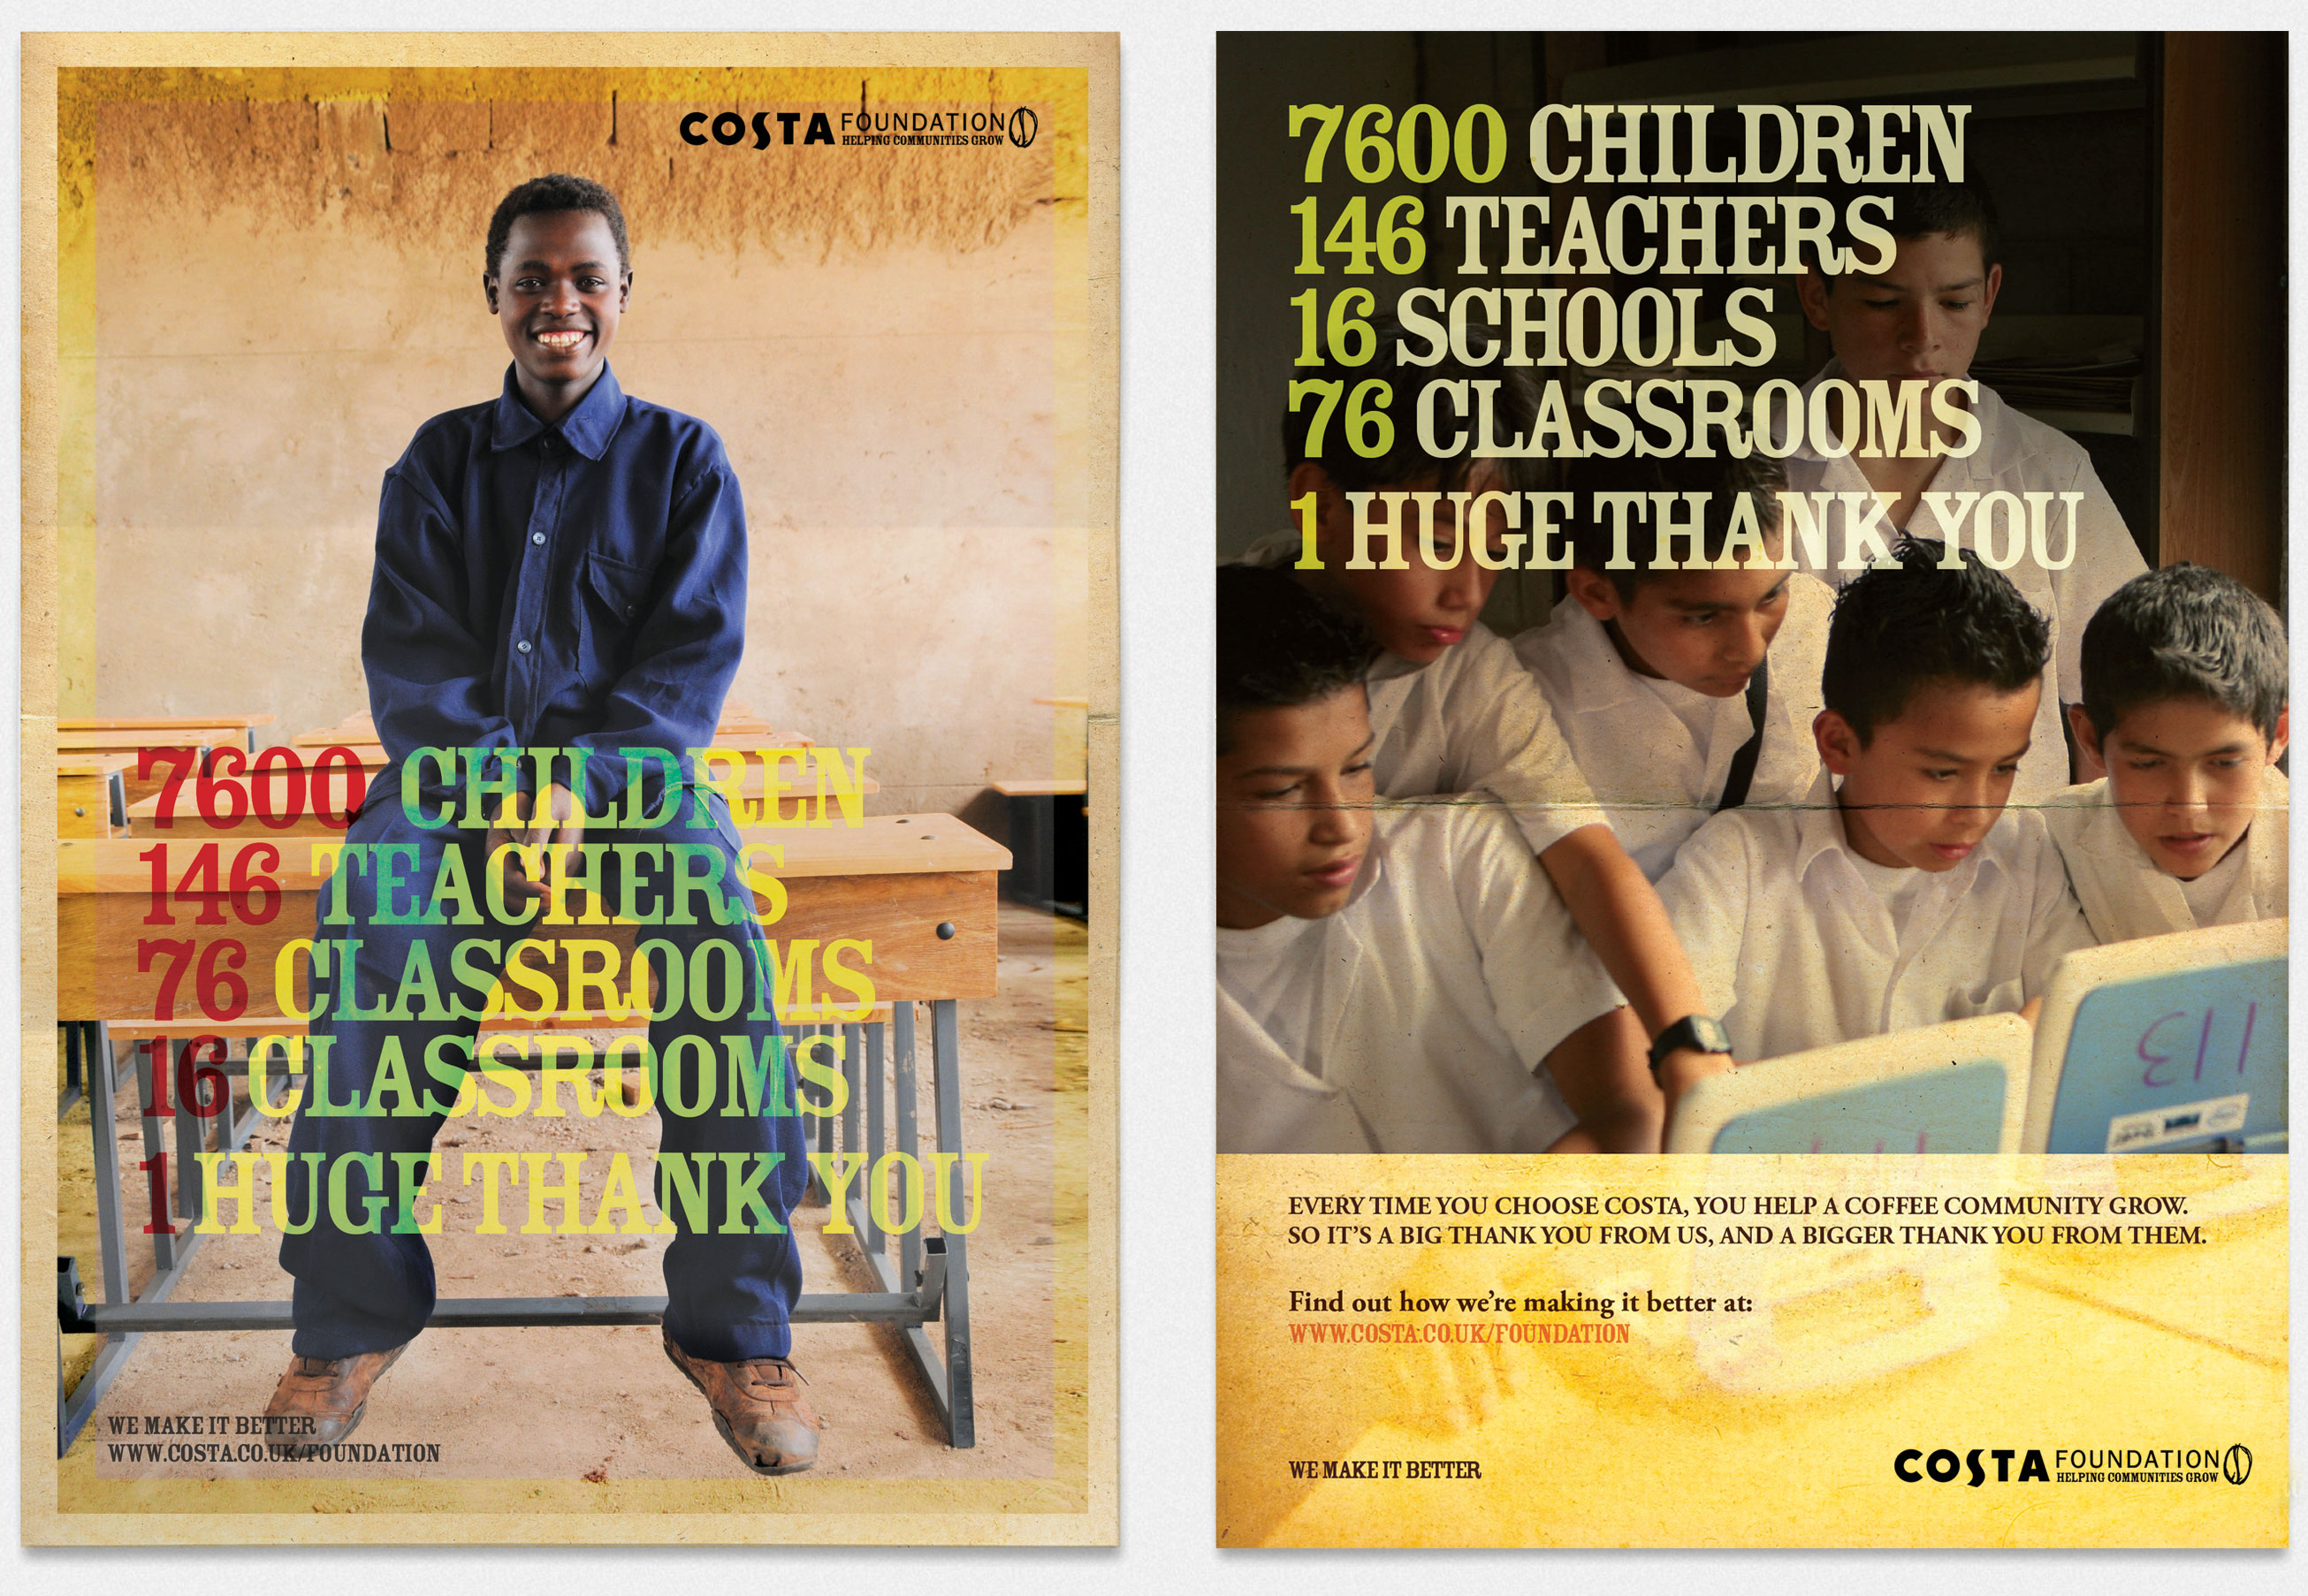 COSTA FOUNDATION
HELPING COMMUNITIES GROW
7600 CHILDREN
146 TEACHERS
76 CLASSROOMS
16 CLASSROOMS
1 HUGE THANK YOU
WE MAKE IT BETTER
WWW.COSTA.CO.UK/FOUNDATION
7600 CHILDREN
146 TEACHERS
16 SCHOOLS
76 CLASSROOMS
1 HUGE THANK YOU
113
EVERY TIME YOU CHOOSE COSTA, YOU HELP A COFFEE COMMUNITY GROW.
SO IT'S A BIG THANK YOU FROM US, AND A BIGGER THANK YOU FROM THEM.
Find out how we're making it better at:
WWW.COSTA.CO.UK/FOUNDATION
WE MAKE IT BETTER
COSTA FOUNDATION
HELPING COMMUNITIES GROW